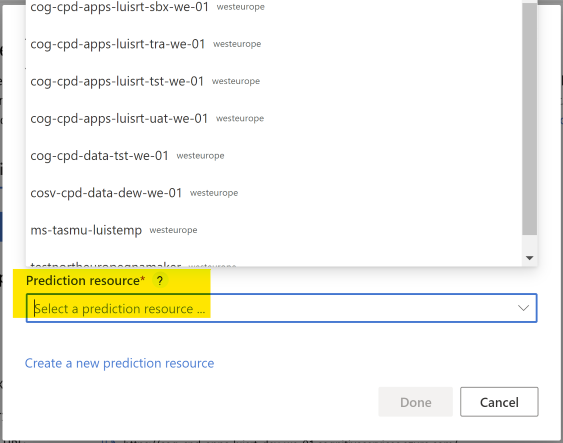 cog-cpd-apps-luisrt-sbx-we-01 westeurope
cog-cpd-apps-luisrt-tra-we-01 westeurope
cog-cpd-apps-luisrt-tst-we-01 westeurope
cog-cpd-apps-luisrt-uat-we-01 westeurope
cog-cpd-data-tst-we-01 westeurope
cosv-cpd-data-dew-we-01 westeurope
ms-tasmu-luistemp westeurope
Prediction resource* ?
Select a prediction resource ...
Create a new prediction resource
Done Cancel